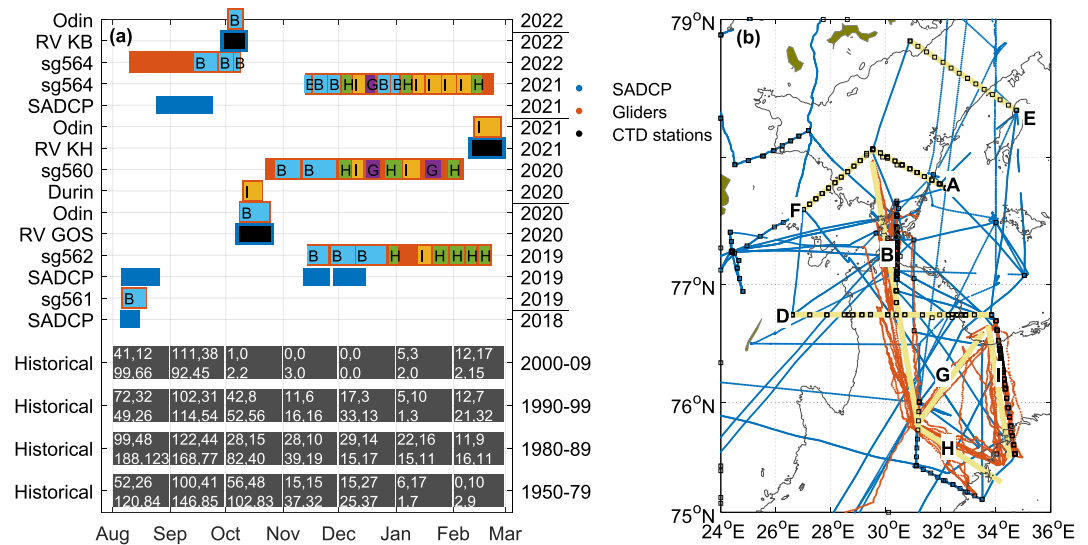 (a)
Odin B 2022
RV KB 2022
sg564 B B B 2022
sg564 B B B H I G B B H I I I I H 2021
SADCP 2021
Odin I 2021
RV KH 2021
sg560 B B H I G H I G H 2020
Durin I 2020
Odin B 2020
RV GOS 2020
sg562 B B B H I H H H H 2019
SADCP 2019
sg561 B 2019
SADCP 2018
Historical 2000-09
41,12 111,38 1,0 0,0 0,0 5,3 12,17
99,66 92,45 2,2 3.0 0,0 2,0 2,15
Historical 1990-99
72,32 102,31 42,8 11,6 17,3 5,10 12,7
49,26 114,54 52,56 16,16 33,13 1,3 21,32
Historical 1980-89
99,48 122,44 28,15 28,10 29,14 22,16 11,9
188,123 168,77 82,40 39,19 15,17 15,11 16,11
Historical 1950-79
52,26 100,41 56,48 15,15 15,27 6,17 0,10
120,84 146,85 102,83 37,32 25,37 1,7 2,9
Aug Sep Oct Nov Dec Jan Feb Mar
SADCP
Gliders
CTD stations
(b)
79°N
77°N
76°N
75°N
E
A
F
B
D
G
I
H
24°E 28°E 30°E 32°E 34°E 36°E